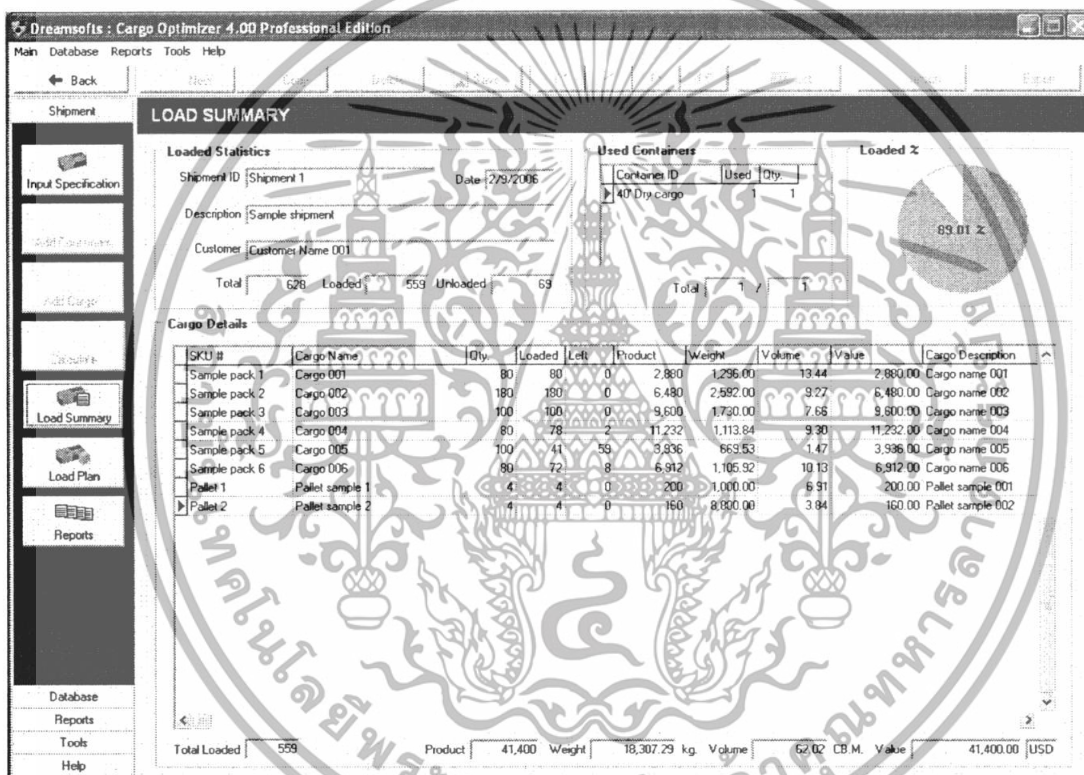 Dreamsofts : Cargo Optimizer 4.00 Professional Edition
Main Database Reports Tools Help
Back
Shipment
LOAD SUMMARY
Input Specification
Load Summary
Load Plan
Reports
Database
Reports
Tools
Help
Loaded Statistics
Shipment ID Shipment 1 Date 2/9/2006
Description Sample shipment
Customer Customer Name 001
Total 628 Loaded 559 Unloaded 69
Used Containers
Container ID Used Qty.
40' Dry cargo 1 1
Total 1 / 1
Loaded %
89.01 %
Cargo Details
SKU # Cargo Name Qty. Loaded Left Product Weight Volume Value Cargo Description
Sample pack 1 Cargo 001 80 80 0 2,880 1,296.00 13.44 2,880.00 Cargo name 001
Sample pack 2 Cargo 002 180 180 0 6,480 2,592.00 9.27 6,480.00 Cargo name 002
Sample pack 3 Cargo 003 100 100 0 9,600 1,730.00 7.66 9,600.00 Cargo name 003
Sample pack 4 Cargo 004 80 78 2 11,232 1,113.84 9.30 11,232.00 Cargo name 004
Sample pack 5 Cargo 005 100 41 59 3,936 669.53 1.47 3,936.00 Cargo name 005
Sample pack 6 Cargo 006 80 72 8 6,912 1,105.92 10.13 6,912.00 Cargo name 006
Pallet 1 Pallet sample 1 4 4 0 200 1,000.00 6.91 200.00 Pallet sample 001
Pallet 2 Pallet sample 2 4 4 0 160 8,800.00 3.84 160.00 Pallet sample 002
Total Loaded 559 Product 41,400 Weight 18,307.29 kg. Volume 62.02 CB.M. Value 41,400.00 USD